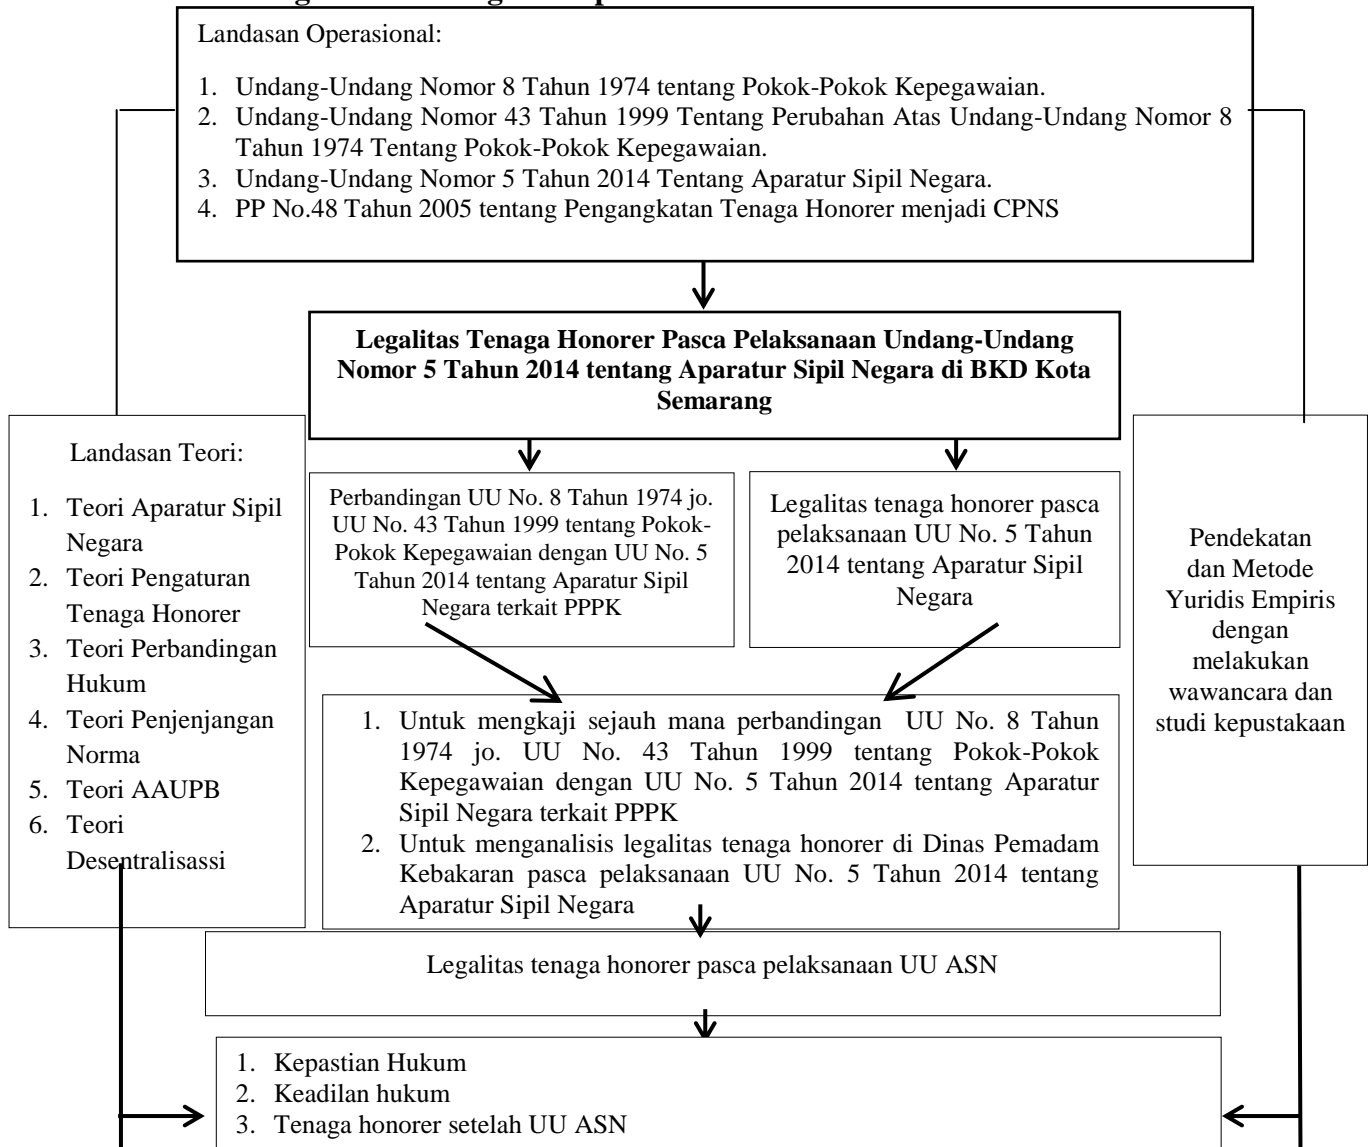 Landasan Operasional:
1. Undang-Undang Nomor 8 Tahun 1974 tentang Pokok-Pokok Kepegawaian.
2. Undang-Undang Nomor 43 Tahun 1999 Tentang Perubahan Atas Undang-Undang Nomor 8
Tahun 1974 Tentang Pokok-Pokok Kepegawaian.
3. Undang-Undang Nomor 5 Tahun 2014 Tentang Aparatur Sipil Negara.
4. PP No.48 Tahun 2005 tentang Pengangkatan Tenaga Honorer menjadi CPNS
Legalitas Tenaga Honorer Pasca Pelaksanaan Undang-Undang
Nomor 5 Tahun 2014 tentang Aparatur Sipil Negara di BKD Kota
Semarang
Landasan Teori:
1. Teori Aparatur Sipil
Negara
2. Teori Pengaturan
Tenaga Honorer
3. Teori Perbandingan
Hukum
4. Teori Penjenjangan
Norma
5. Teori AAUPB
6. Teori
Desentralisassi
Perbandingan UU No. 8 Tahun 1974 jo.
UU No. 43 Tahun 1999 tentang Pokok-
Pokok Kepegawaian dengan UU No. 5
Tahun 2014 tentang Aparatur Sipil
Negara terkait PPPK
Legalitas tenaga honorer pasca
pelaksanaan UU No. 5 Tahun
2014 tentang Aparatur Sipil
Negara
Pendekatan
dan Metode
Yuridis Empiris
dengan
melakukan
wawancara dan
studi kepustakaan
1. Untuk mengkaji sejauh mana perbandingan UU No. 8 Tahun
1974 jo. UU No. 43 Tahun 1999 tentang Pokok-Pokok
Kepegawaian dengan UU No. 5 Tahun 2014 tentang Aparatur
Sipil Negara terkait PPPK
2. Untuk menganalisis legalitas tenaga honorer di Dinas Pemadam
Kebakaran pasca pelaksanaan UU No. 5 Tahun 2014 tentang
Aparatur Sipil Negara
Legalitas tenaga honorer pasca pelaksanaan UU ASN
1. Kepastian Hukum
2. Keadilan hukum
3. Tenaga honorer setelah UU ASN